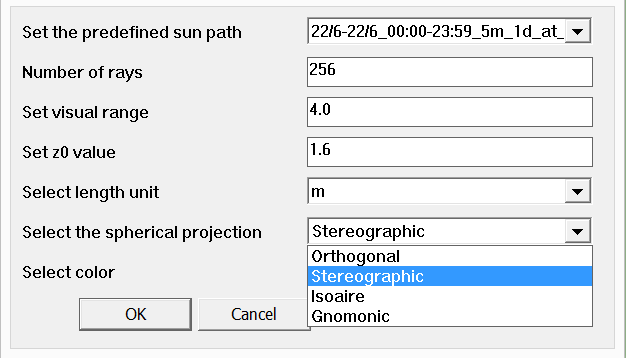 Set the predefined sun path 22/6-22/6_00:00-23:59_5m_1d_at_
Number of rays 256
Set visual range 4.0
Set z0 value 1.6
Select length unit m
Select the spherical projection Stereographic
Orthogonal
Stereographic
Select color
Isoaire
Gnomonic
OK Cancel